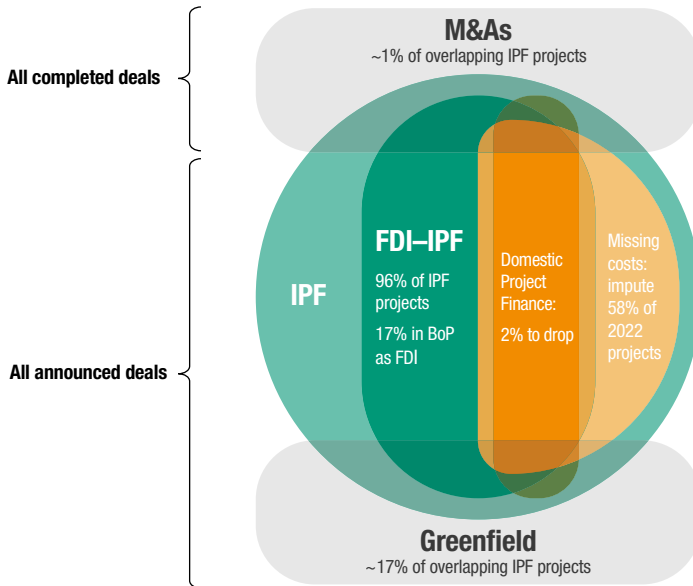 M&As
~1% of overlapping IPF projects
All completed deals
IPF
FDI–IPF
96% of IPF
projects
17% in BoP
as FDI
Domestic
Project
Finance:
2% to drop
Missing
costs:
impute
58% of
2022
projects
All announced deals
Greenfield
~17% of overlapping IPF projects